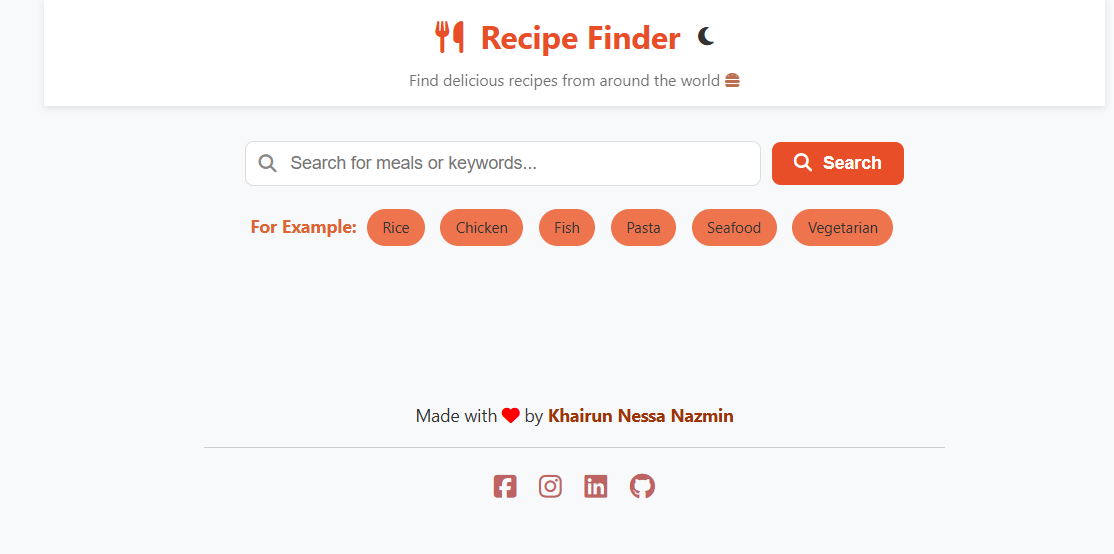 Recipe Finder
Find delicious recipes from around the world
Search for meals or keywords...
Search
For Example: Rice Chicken Fish Pasta Seafood Vegetarian
Made with by Khairun Nessa Nazmin